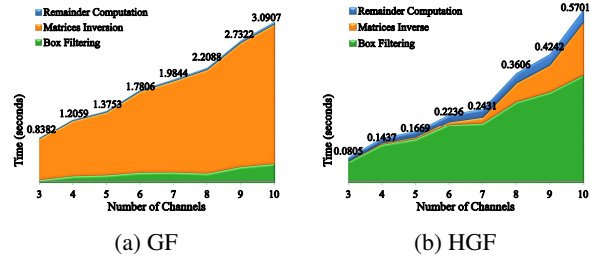 Remainder Computation
Matrices Inversion
Box Filtering
3.0907
2.7322
2.2088
1.9844
1.7806
1.3753
1.2059
0.8382
Time (seconds)
3 4 5 6 7 8 9 10
Number of Channels
(a) GF
Remainder Computation
Matrices Inverse
Box Filtering
0.5701
0.4242
0.3606
0.2431
0.2236
0.1669
0.1437
0.0805
Time (seconds)
3 4 5 6 7 8 9 10
Number of Channels
(b) HGF